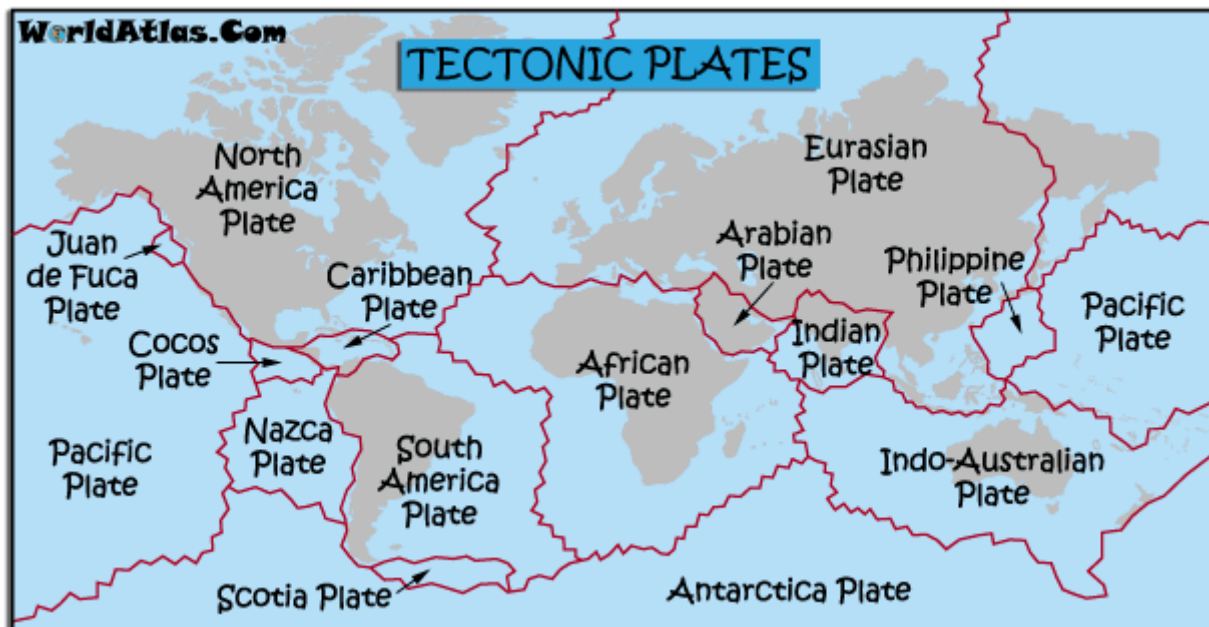 WorldAtlas.Com
TECTONIC PLATES
North
America
Plate
Eurasian
Plate
Juan
de Fuca
Plate
Caribbean
Plate
Arabian
Plate
Philippine
Plate
Pacific
Plate
Cocos
Plate
Indian
Plate
African
Plate
Nazca
Plate
Pacific
Plate
South
America
Plate
Indo-Australian
Plate
Scotia Plate
Antarctica Plate